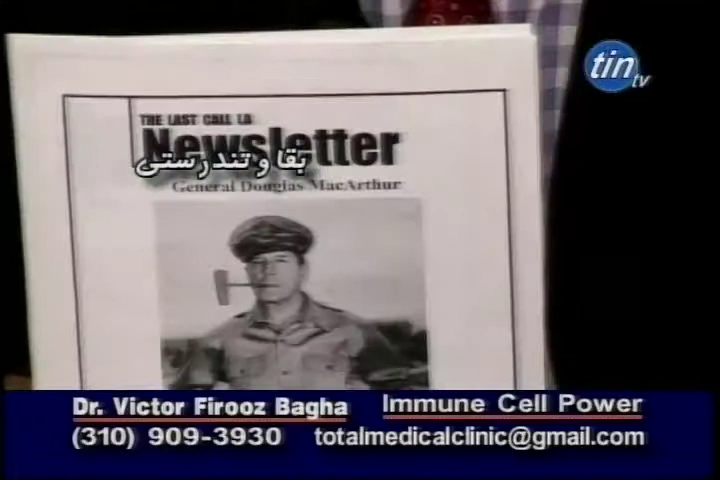 tin tv
THE LAST CALL LA
Newsletter
بقا و تندرستی
General Douglas MacArthur
Dr. Victor Firooz Bagha
Immune Cell Power
(310) 909-3930
totalmedicalclinic@gmail.com